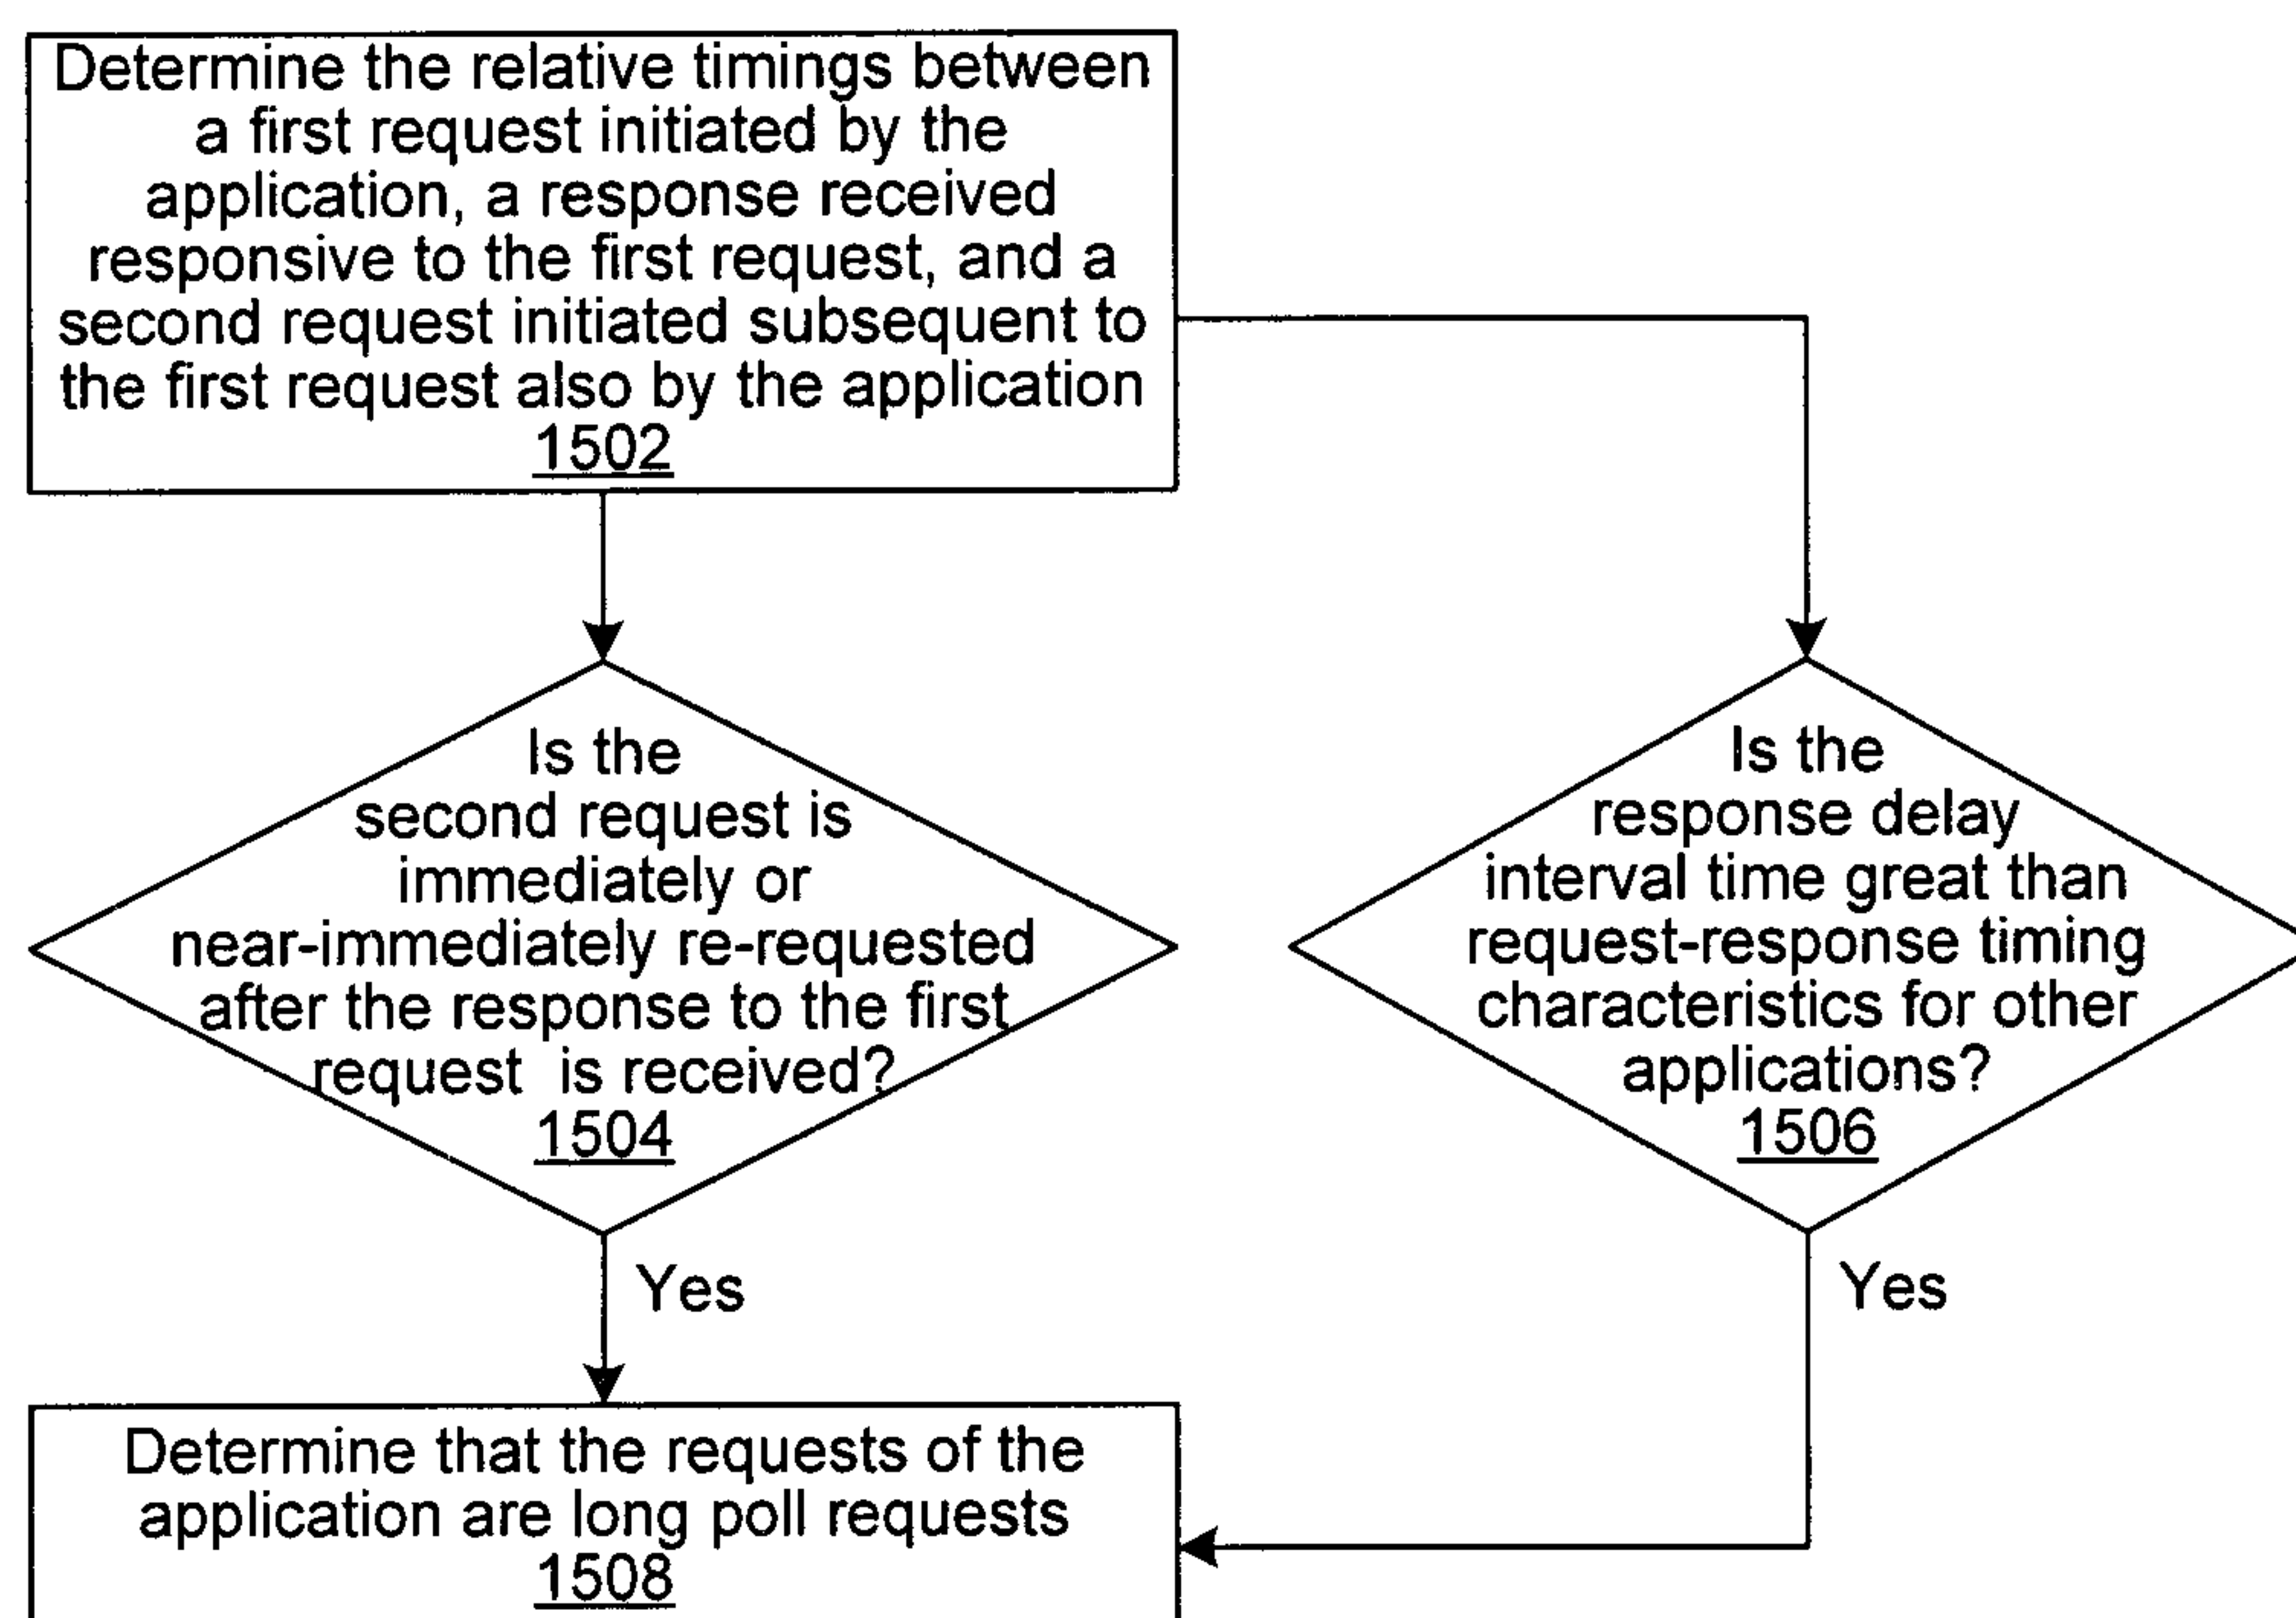 Determine the relative timings between
a first request initiated by the
application, a response received
responsive to the first request, and a
second request initiated subsequent to
the first request also by the application
1502
Is the
second request is
immediately or
near-immediately re-requested
after the response to the first
request is received?
1504
Yes
Is the
response delay
interval time great than
request-response timing
characteristics for other
applications?
1506
Yes
Determine that the requests of the
application are long poll requests
1508